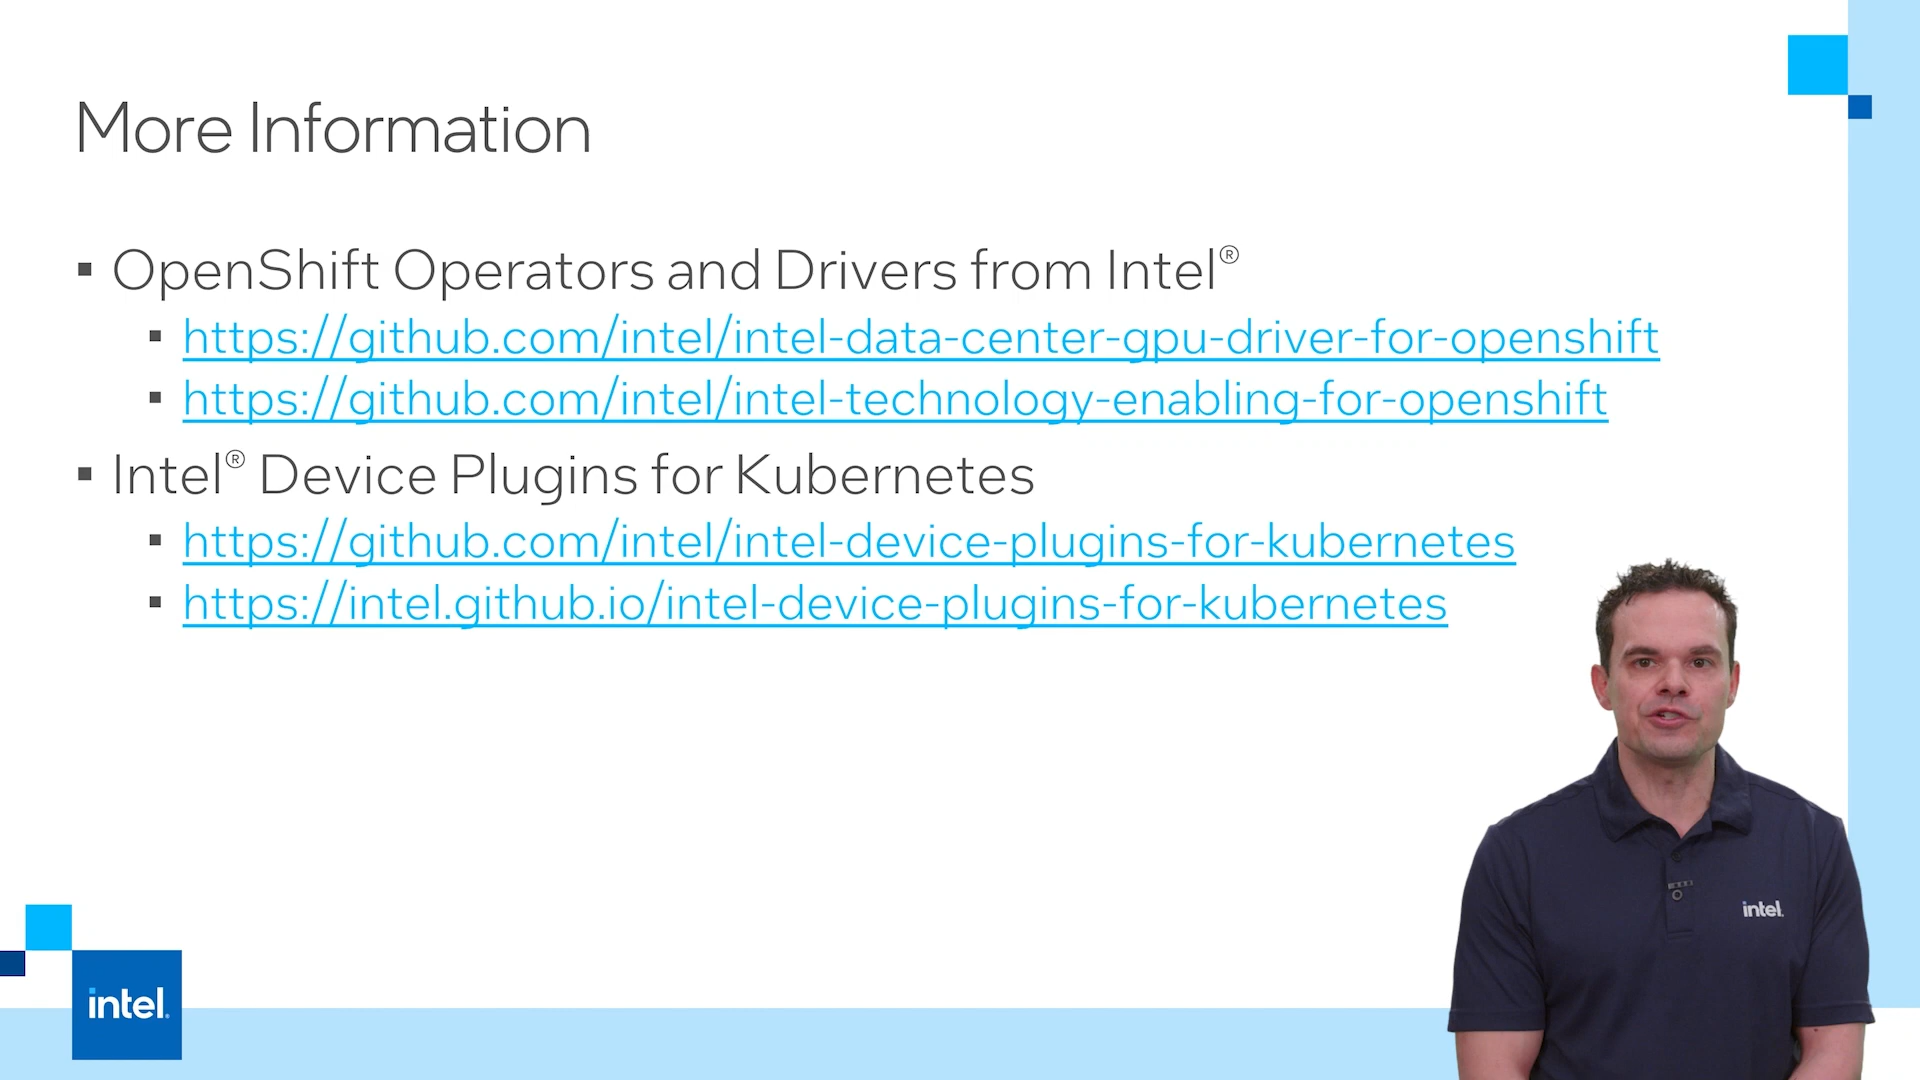 More Information
▪ OpenShift Operators and Drivers from Intel®
▪ https://github.com/intel/intel-data-center-gpu-driver-for-openshift
▪ https://github.com/intel/intel-technology-enabling-for-openshift
▪ Intel® Device Plugins for Kubernetes
▪ https://github.com/intel/intel-device-plugins-for-kubernetes
▪ https://intel.github.io/intel-device-plugins-for-kubernetes
intel.
intel.